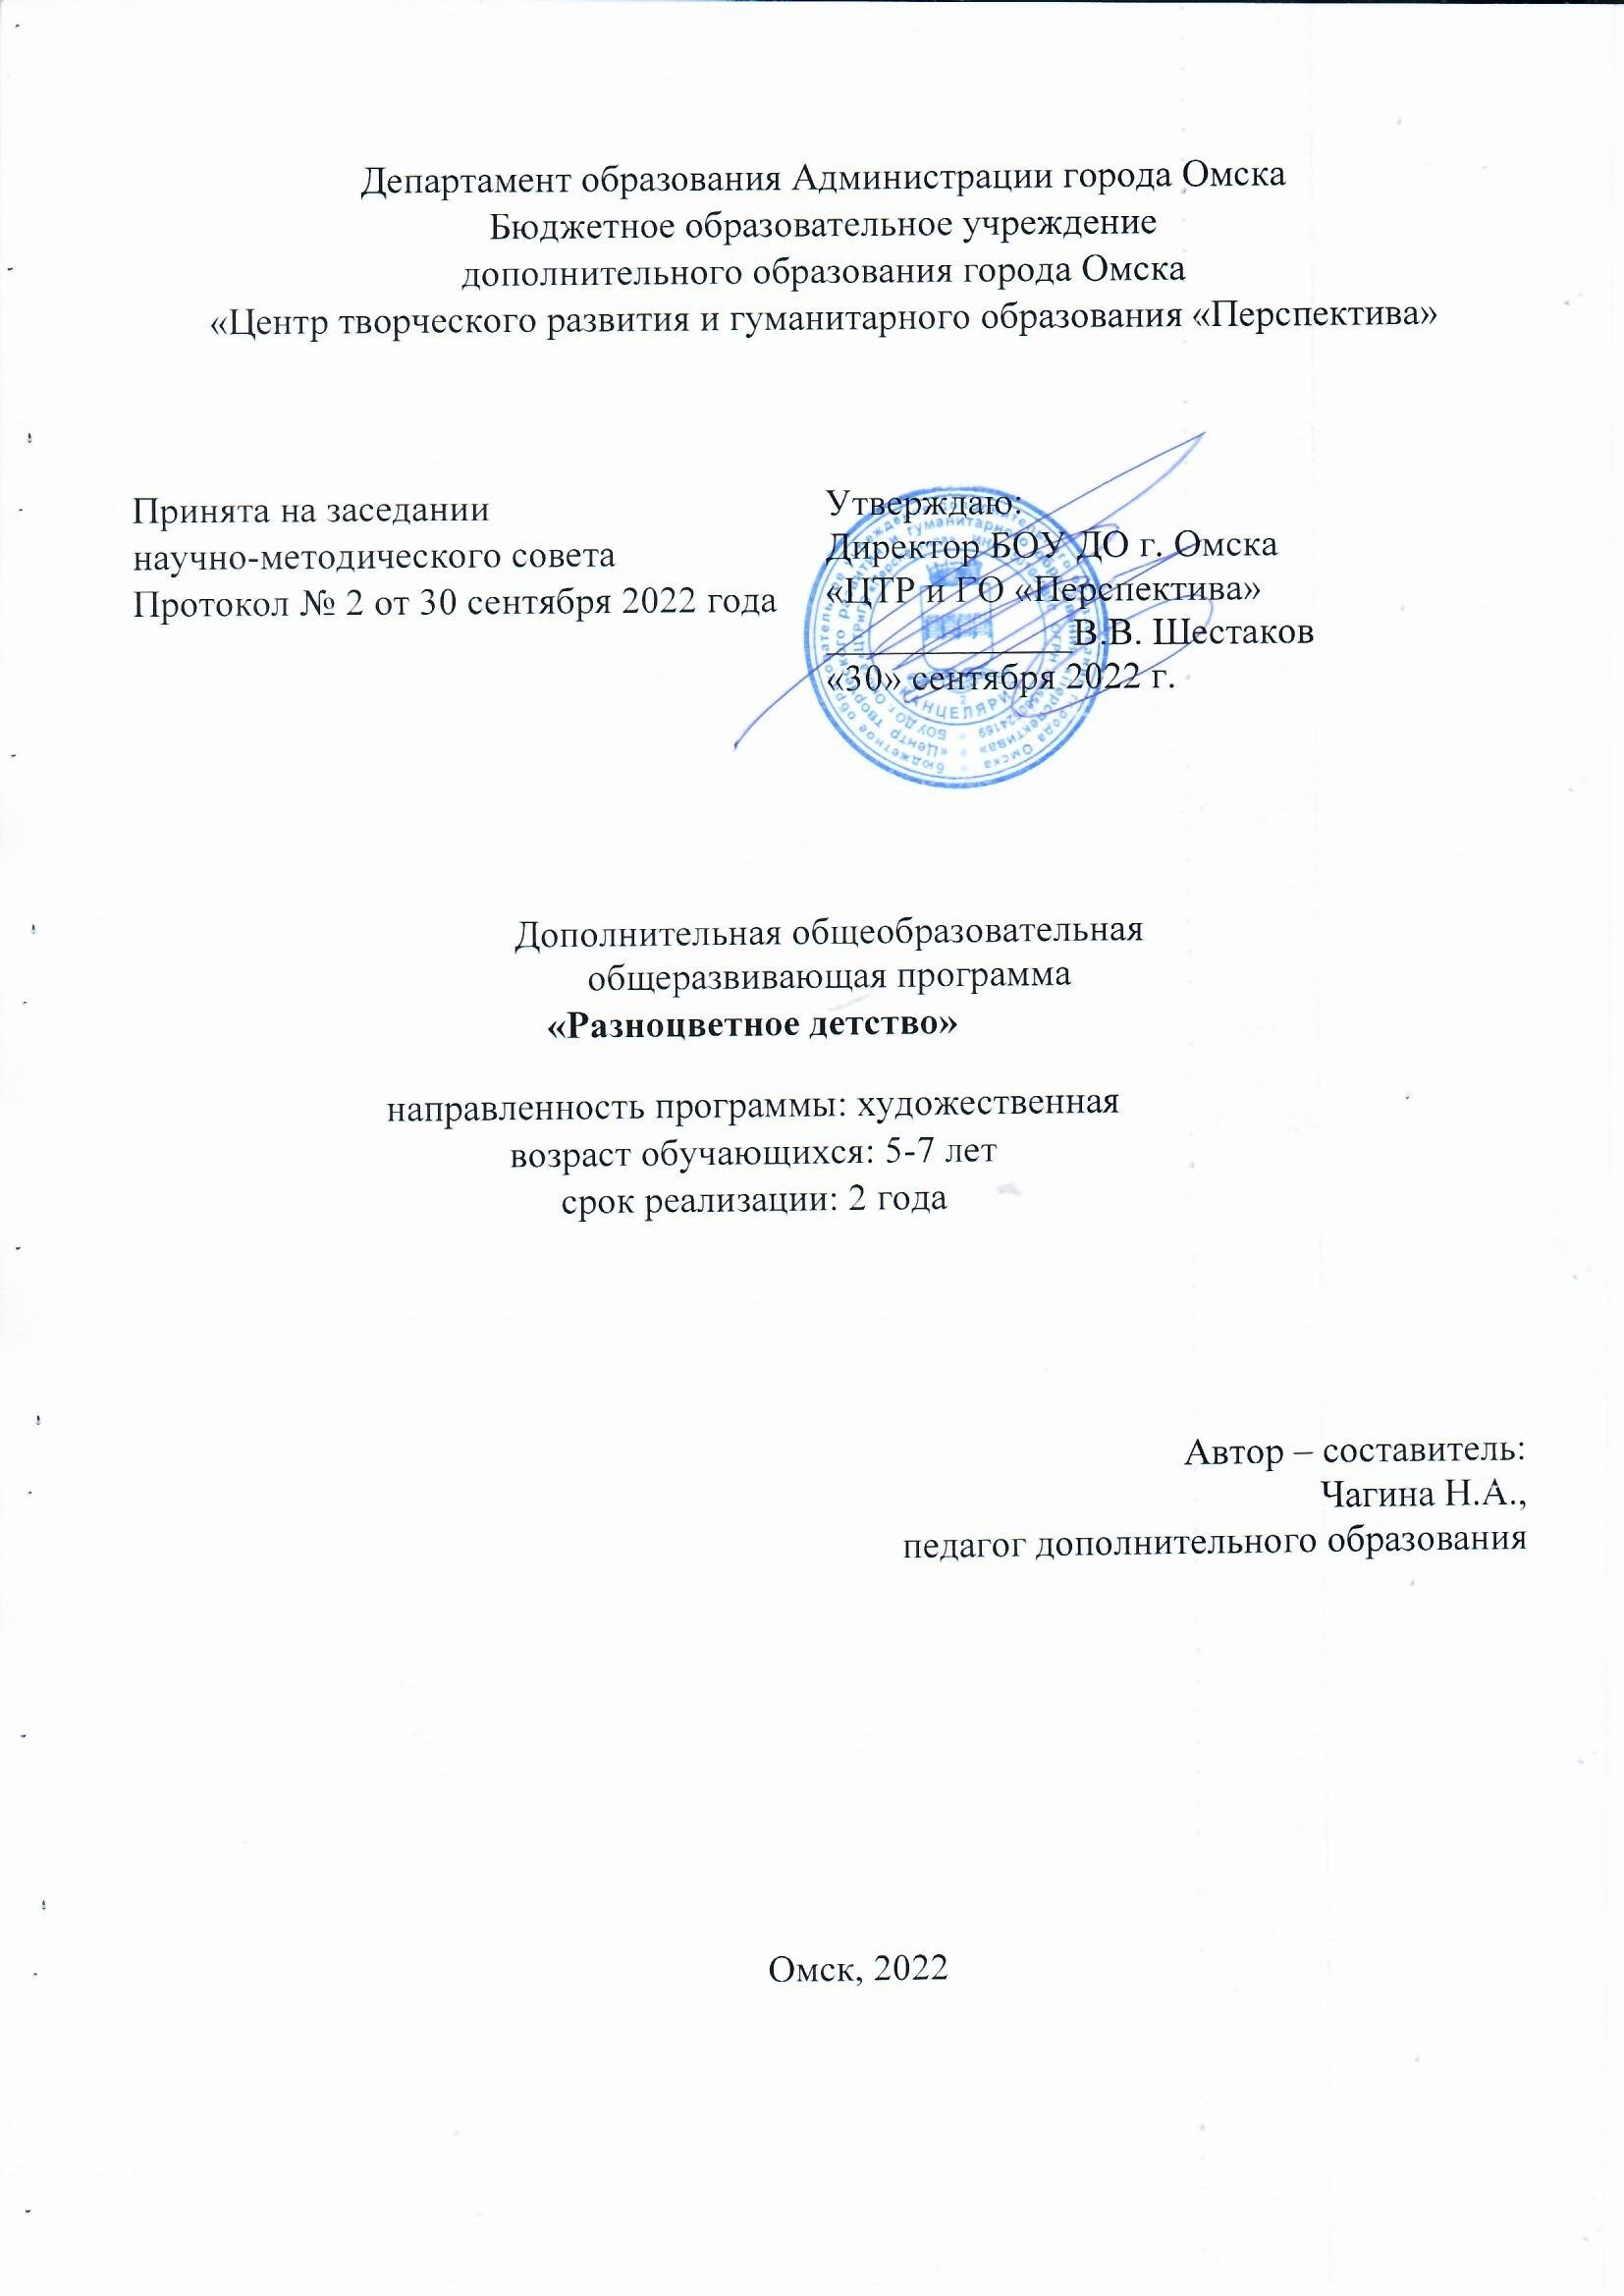 Департамент образования Администрации города Омска
Бюджетное образовательное учреждение
дополнительного образования города Омска
«Центр творческого развития и гуманитарного образования «Перспектива»
Принята на заседании
научно-методического совета
Протокол № 2 от 30 сентября 2022 года
Утверждаю:
Директор БОУ ДО г. Омска
«ЦТР и ГО «Перспектива»
_____________В.В. Шестаков
«30» сентября 2022 г.
КАНЦЕЛЯРИЯ
Дополнительная общеобразовательная
общеразвивающая программа
«Разноцветное детство»
направленность программы: художественная
возраст обучающихся: 5-7 лет
срок реализации: 2 года
Автор – составитель:
Чагина Н.А.,
педагог дополнительного образования
Омск, 2022